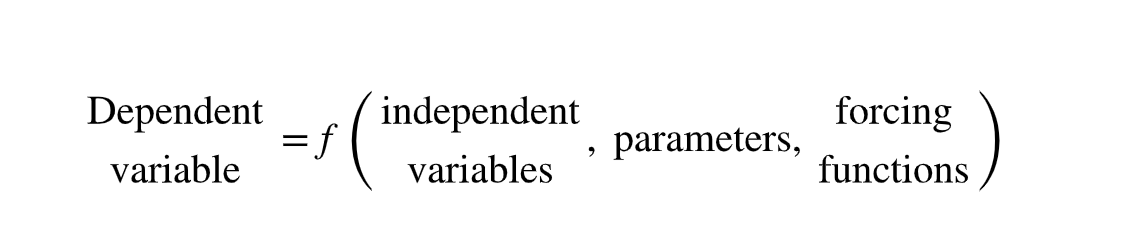 Dependent variable = f ( independent variables , parameters, forcing functions )